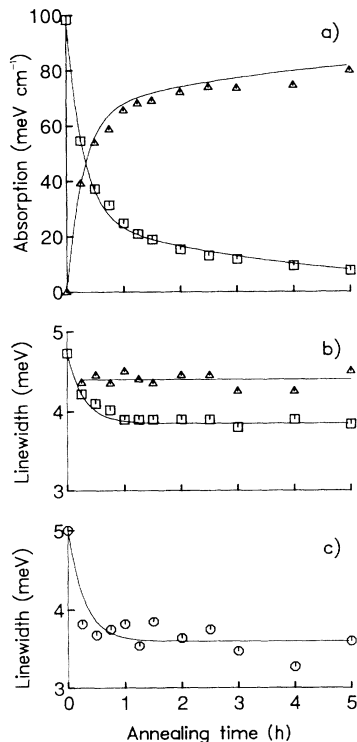 100
80
60
40
20
0
Absorption (meV cm⁻¹)
a)
5
4
3
Linewidth (meV)
b)
5
4
3
Linewidth (meV)
c)
0 1 2 3 4 5
Annealing time (h)